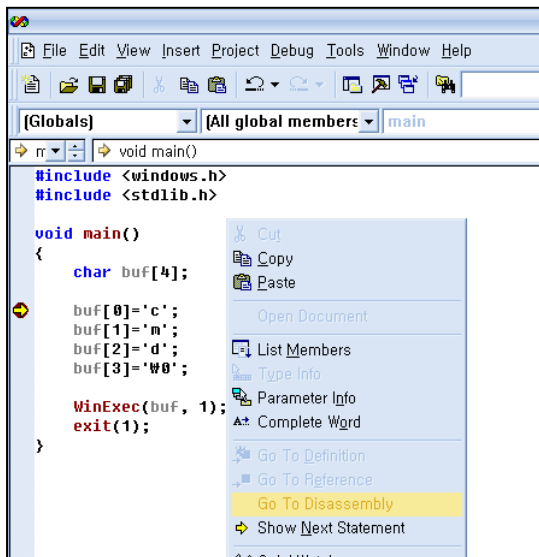 File Edit View Insert Project Debug Tools Window Help
(Globals) (All global members main
void main()
#include <windows.h>
#include <stdlib.h>
void main()
{
char buf[4];
buf[0]='c';
buf[1]='m';
buf[2]='d';
buf[3]='₩0';
WinExec(buf, 1);
exit(1);
}
Cut
Copy
Paste
Open Document
List Members
Type Info
Parameter Info
Complete Word
Go To Definition
Go To Reference
Go To Disassembly
Show Next Statement